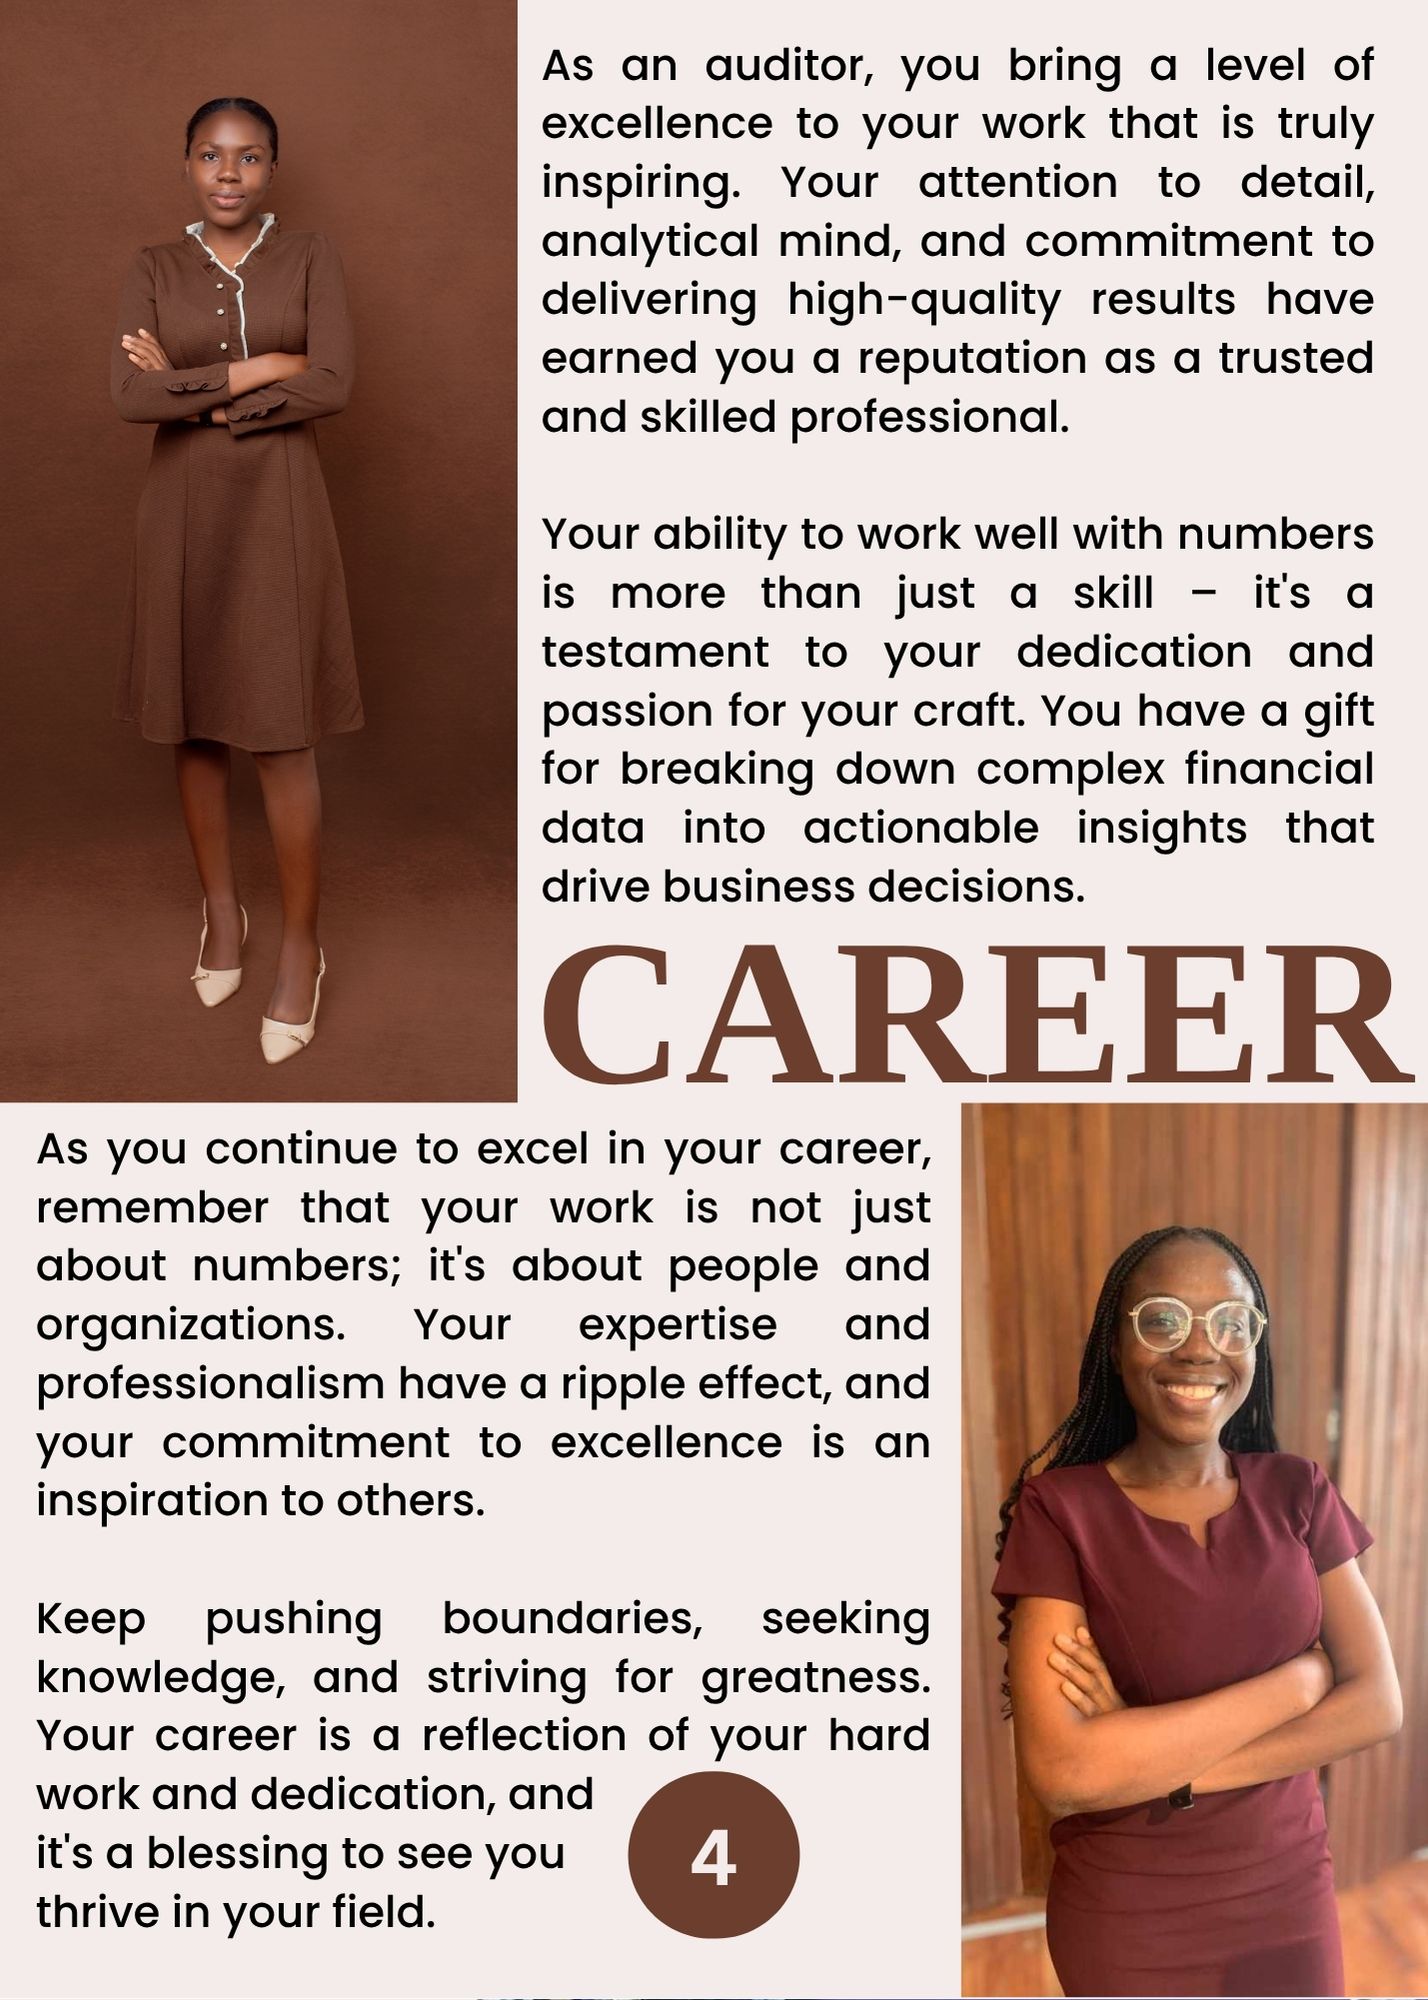 As an auditor, you bring a level of
excellence to your work that is truly
inspiring. Your attention to detail,
analytical mind, and commitment to
delivering high-quality results have
earned you a reputation as a trusted
and skilled professional.
Your ability to work well with numbers
is more than just a skill – it's a
testament to your dedication and
passion for your craft. You have a gift
for breaking down complex financial
data into actionable insights that
drive business decisions.
CAREER
As you continue to excel in your career,
remember that your work is not just
about numbers; it's about people and
organizations. Your expertise and
professionalism have a ripple effect, and
your commitment to excellence is an
inspiration to others.
Keep pushing boundaries, seeking
knowledge, and striving for greatness.
Your career is a reflection of your hard
work and dedication, and
it's a blessing to see you
thrive in your field.
4